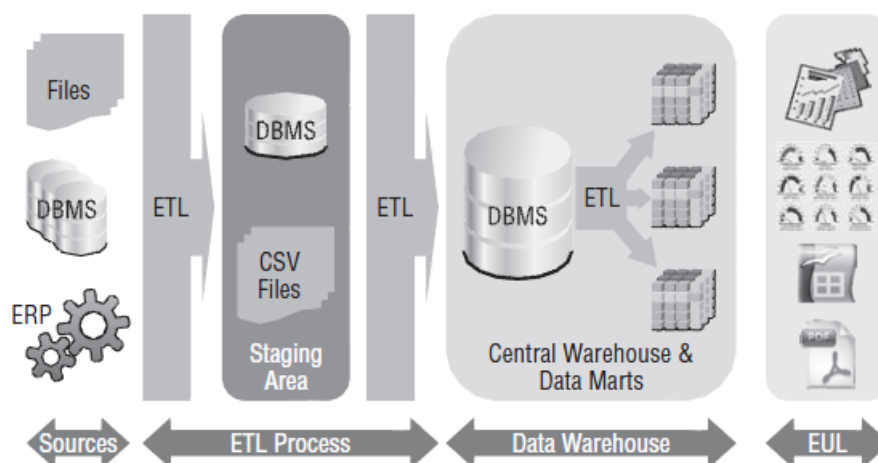 Files
DBMS
ERP
ETL
DBMS
CSV
Files
Staging
Area
ETL
DBMS
ETL
Central Warehouse &
Data Marts
PDF
Sources
ETL Process
Data Warehouse
EUL